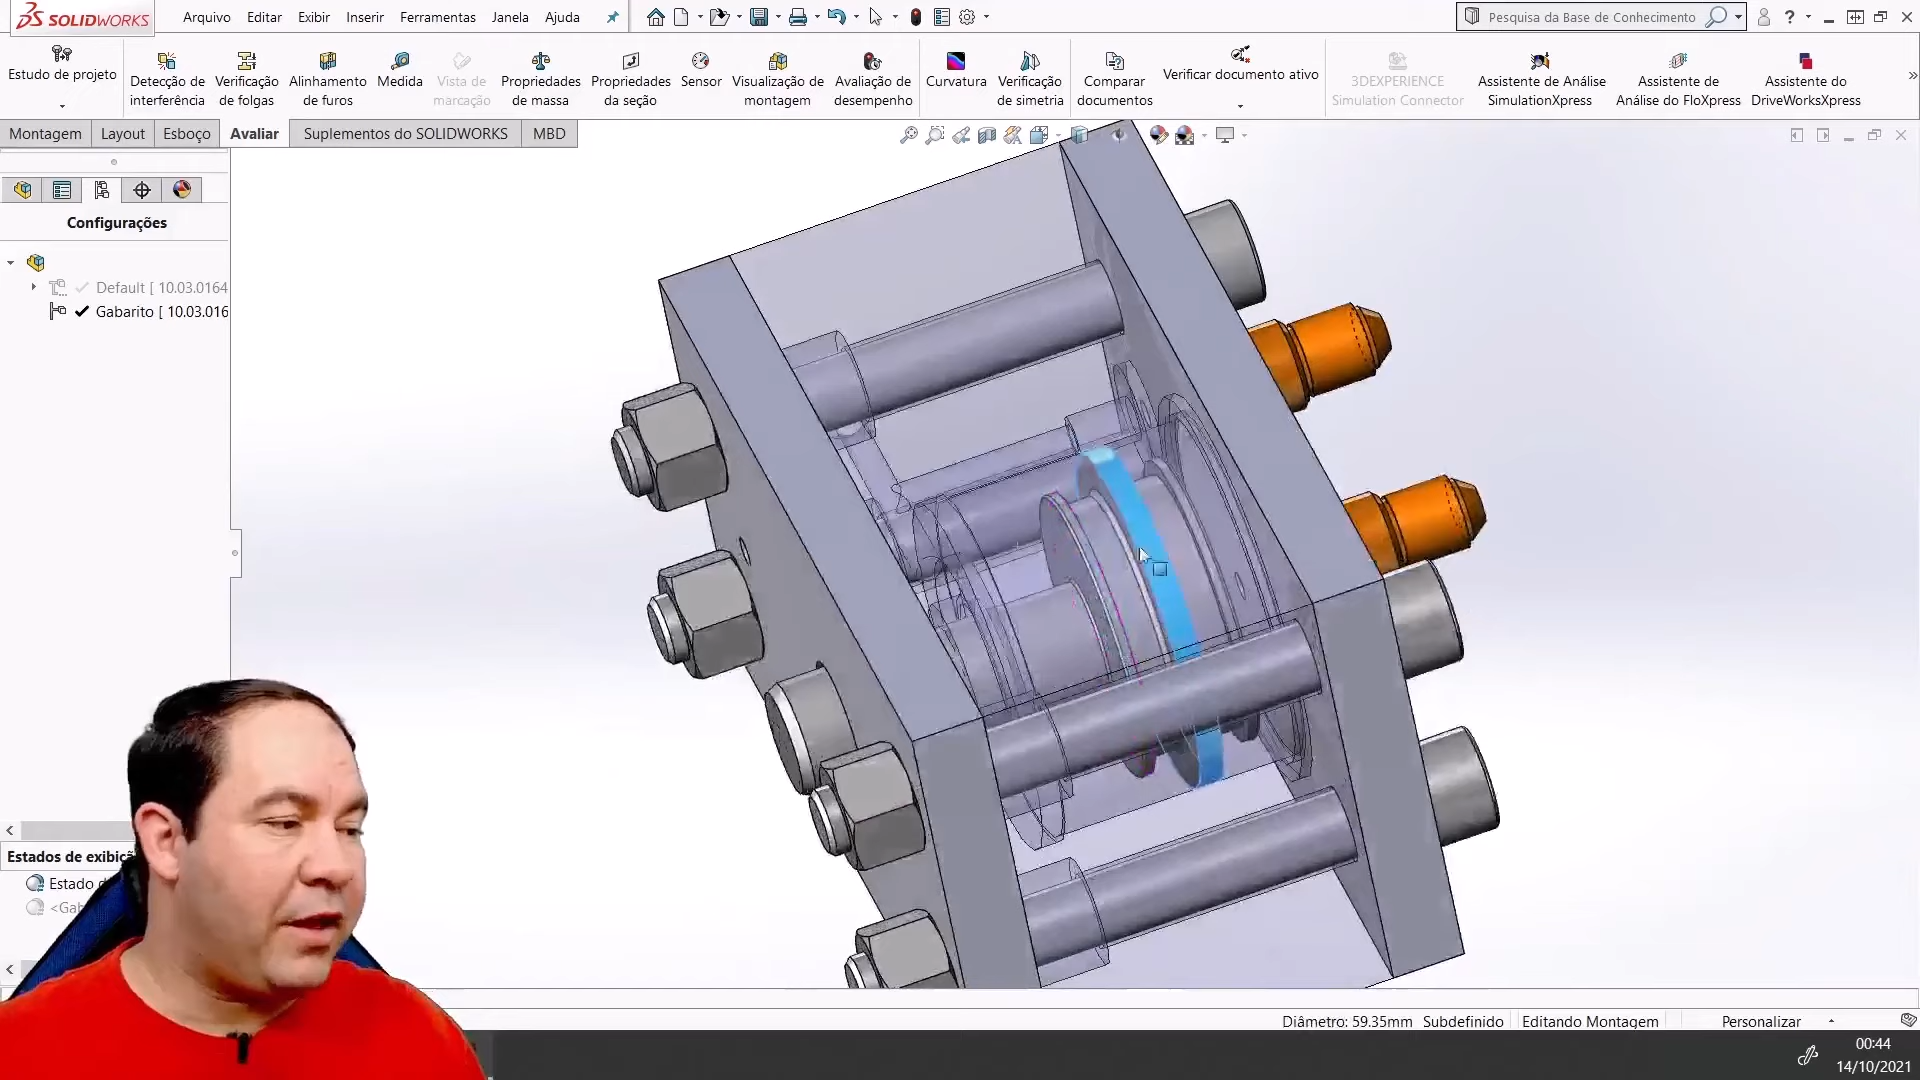 SOLIDWORKS
Arquivo Editar Exibir Inserir Ferramentas Janela Ajuda
Pesquisa da Base de Conhecimento
?
Estudo de projeto
Detecção de interferência
Verificação de folgas
Alinhamento de furos
Medida
Vista de marcação
Propriedades de massa
Propriedades da seção
Sensor
Visualização de montagem
Avaliação de desempenho
Curvatura
Verificação de simetria
Comparar documentos
Verificar documento ativo
3DEXPERIENCE Simulation Connector
Assistente de Análise SimulationXpress
Assistente de Análise do FloXpress
Assistente do DriveWorksXpress
Montagem Layout Esboço Avaliar Suplementos do SOLIDWORKS MBD
Configurações
Default [ 10.03.0164
Gabarito [ 10.03.016
Estados de exibiç
Estado d
<Gab
Diâmetro: 59.35mm Subdefinido Editando Montagem Personalizar
00:44
14/10/2021